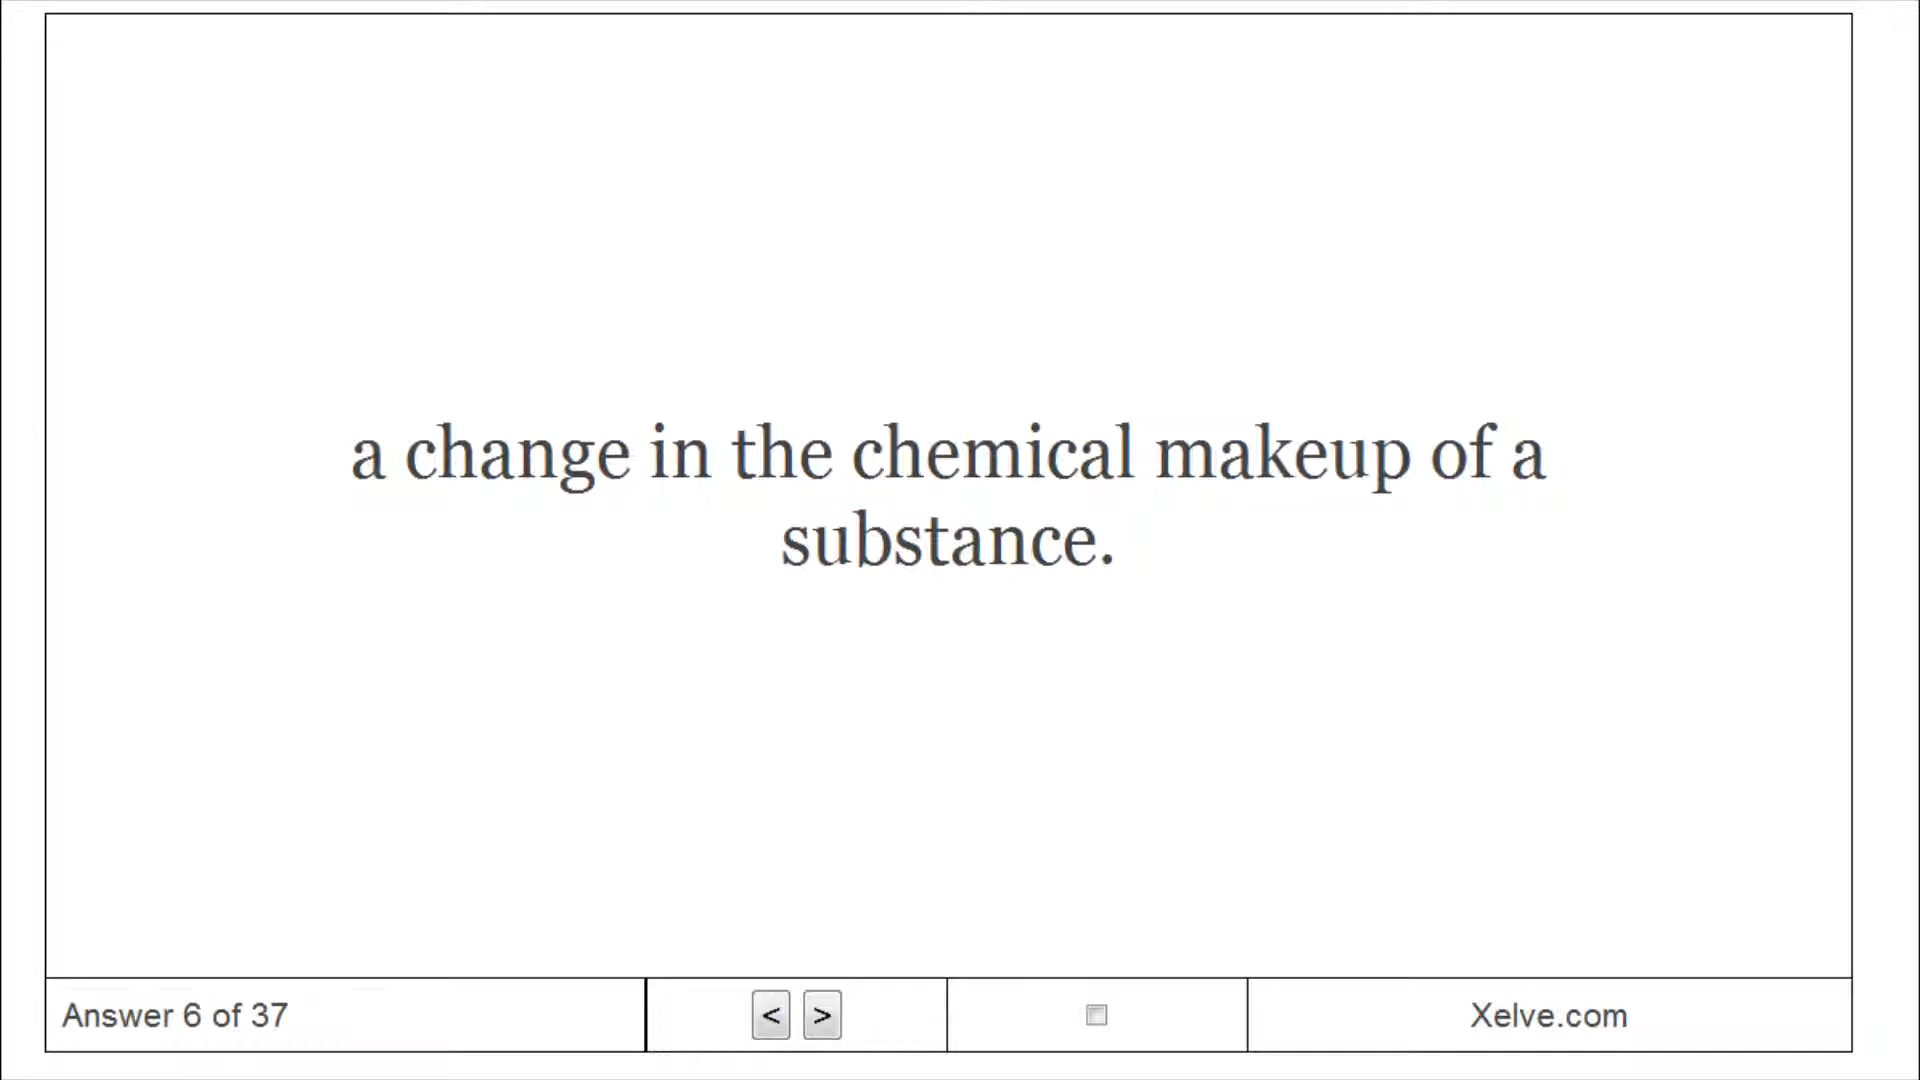 a change in the chemical makeup of a
substance.
Answer 6 of 37
< >
Xelve.com